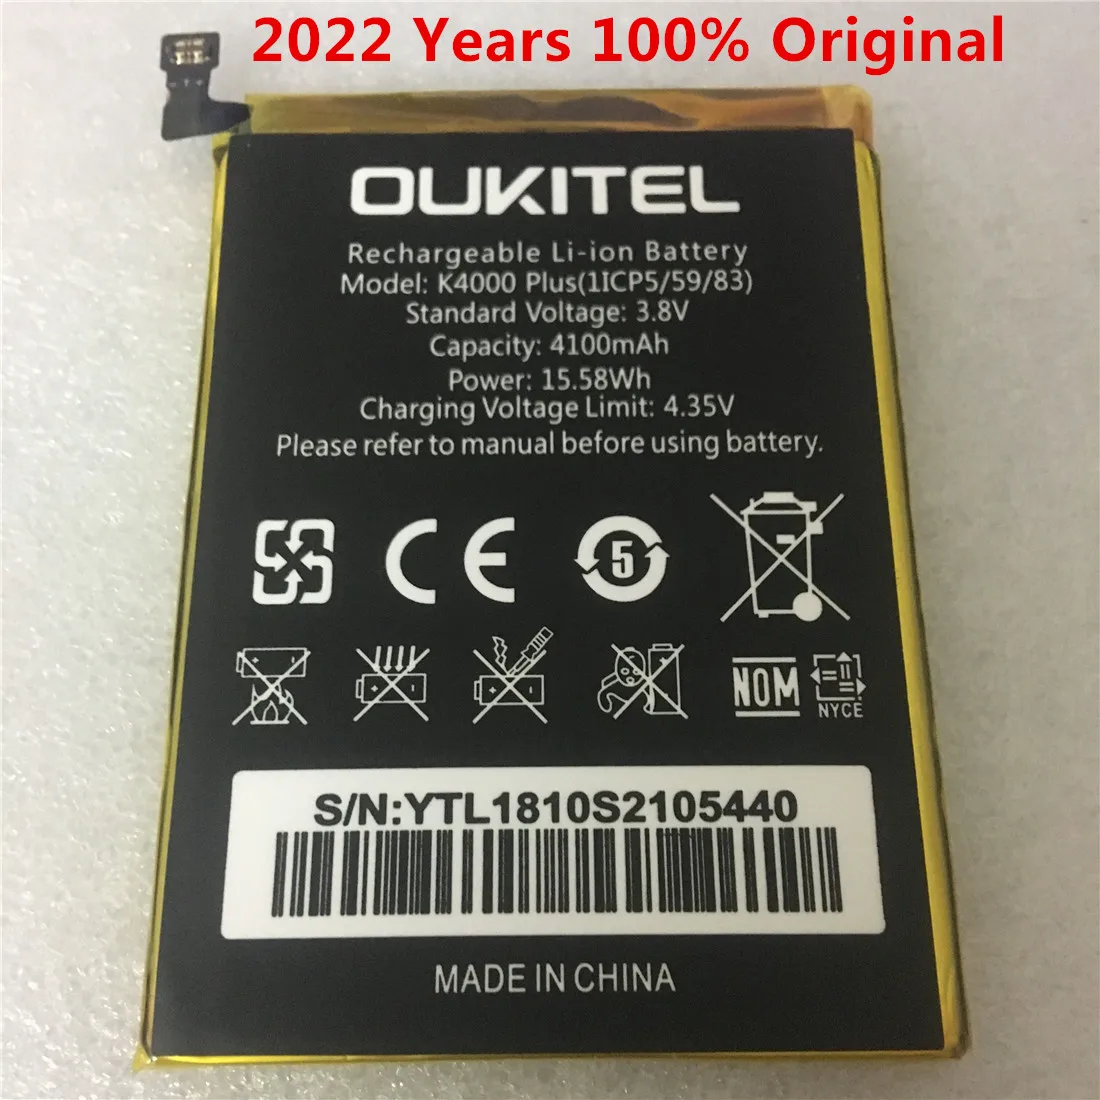 2022 Years 100% Original
OUKITEL
Rechargeable Li-ion Battery
Model: K4000 Plus(1ICP5/59/83)
Standard Voltage: 3.8V
Capacity: 4100mAh
Power: 15.58Wh
Charging Voltage Limit: 4.35V
Please refer to manual before using battery.
CE 5
NOM NYCE
S/N:YTL1810S2105440
MADE IN CHINA